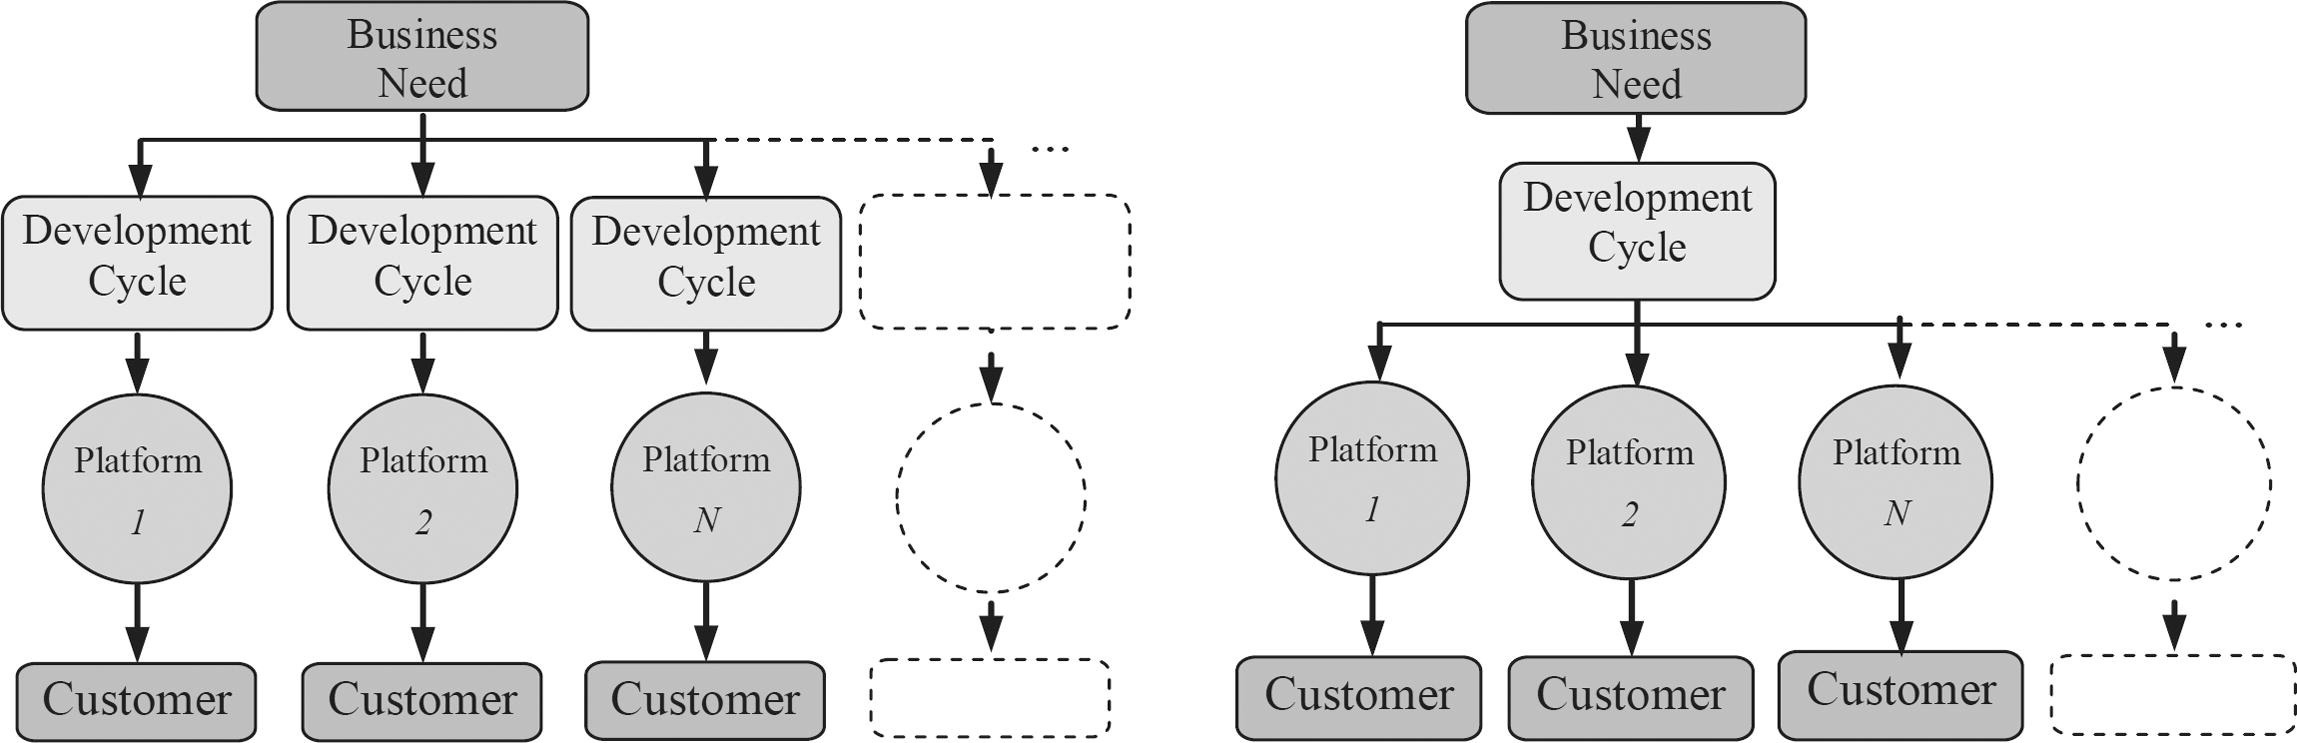 Business
Need
...
Development
Cycle
Development
Cycle
Development
Cycle
Platform
1
Platform
2
Platform
N
Customer
Customer
Customer
Business
Need
Development
Cycle
...
Platform
1
Platform
2
Platform
N
Customer
Customer
Customer